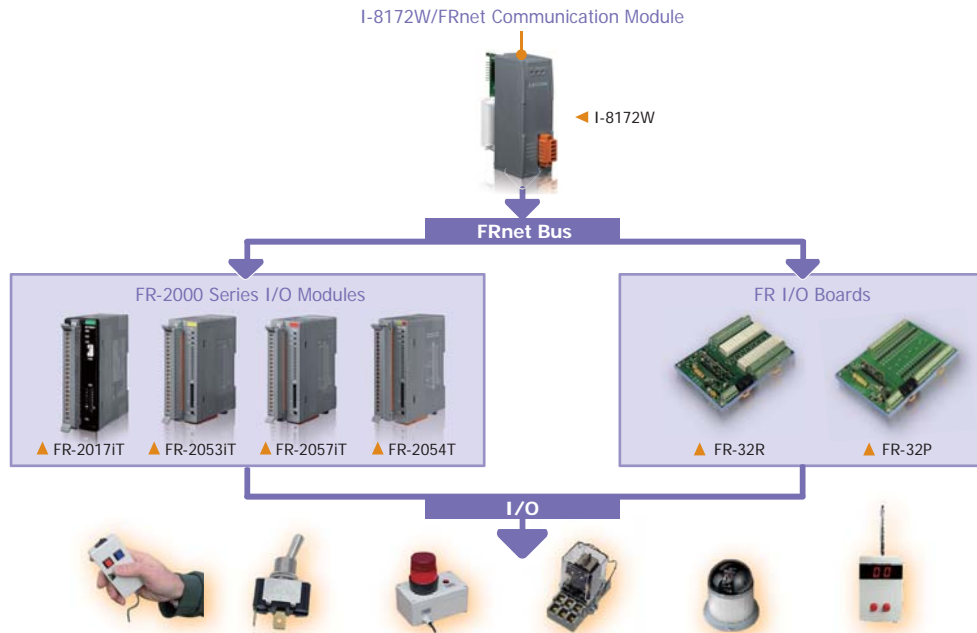 I-8172W/FRnet Communication Module
I-8172W
FRnet Bus
FR-2000 Series I/O Modules
FR I/O Boards
FR-2017iT
FR-2053iT
FR-2057iT
FR-2054T
FR-32R
FR-32P
I/O
00